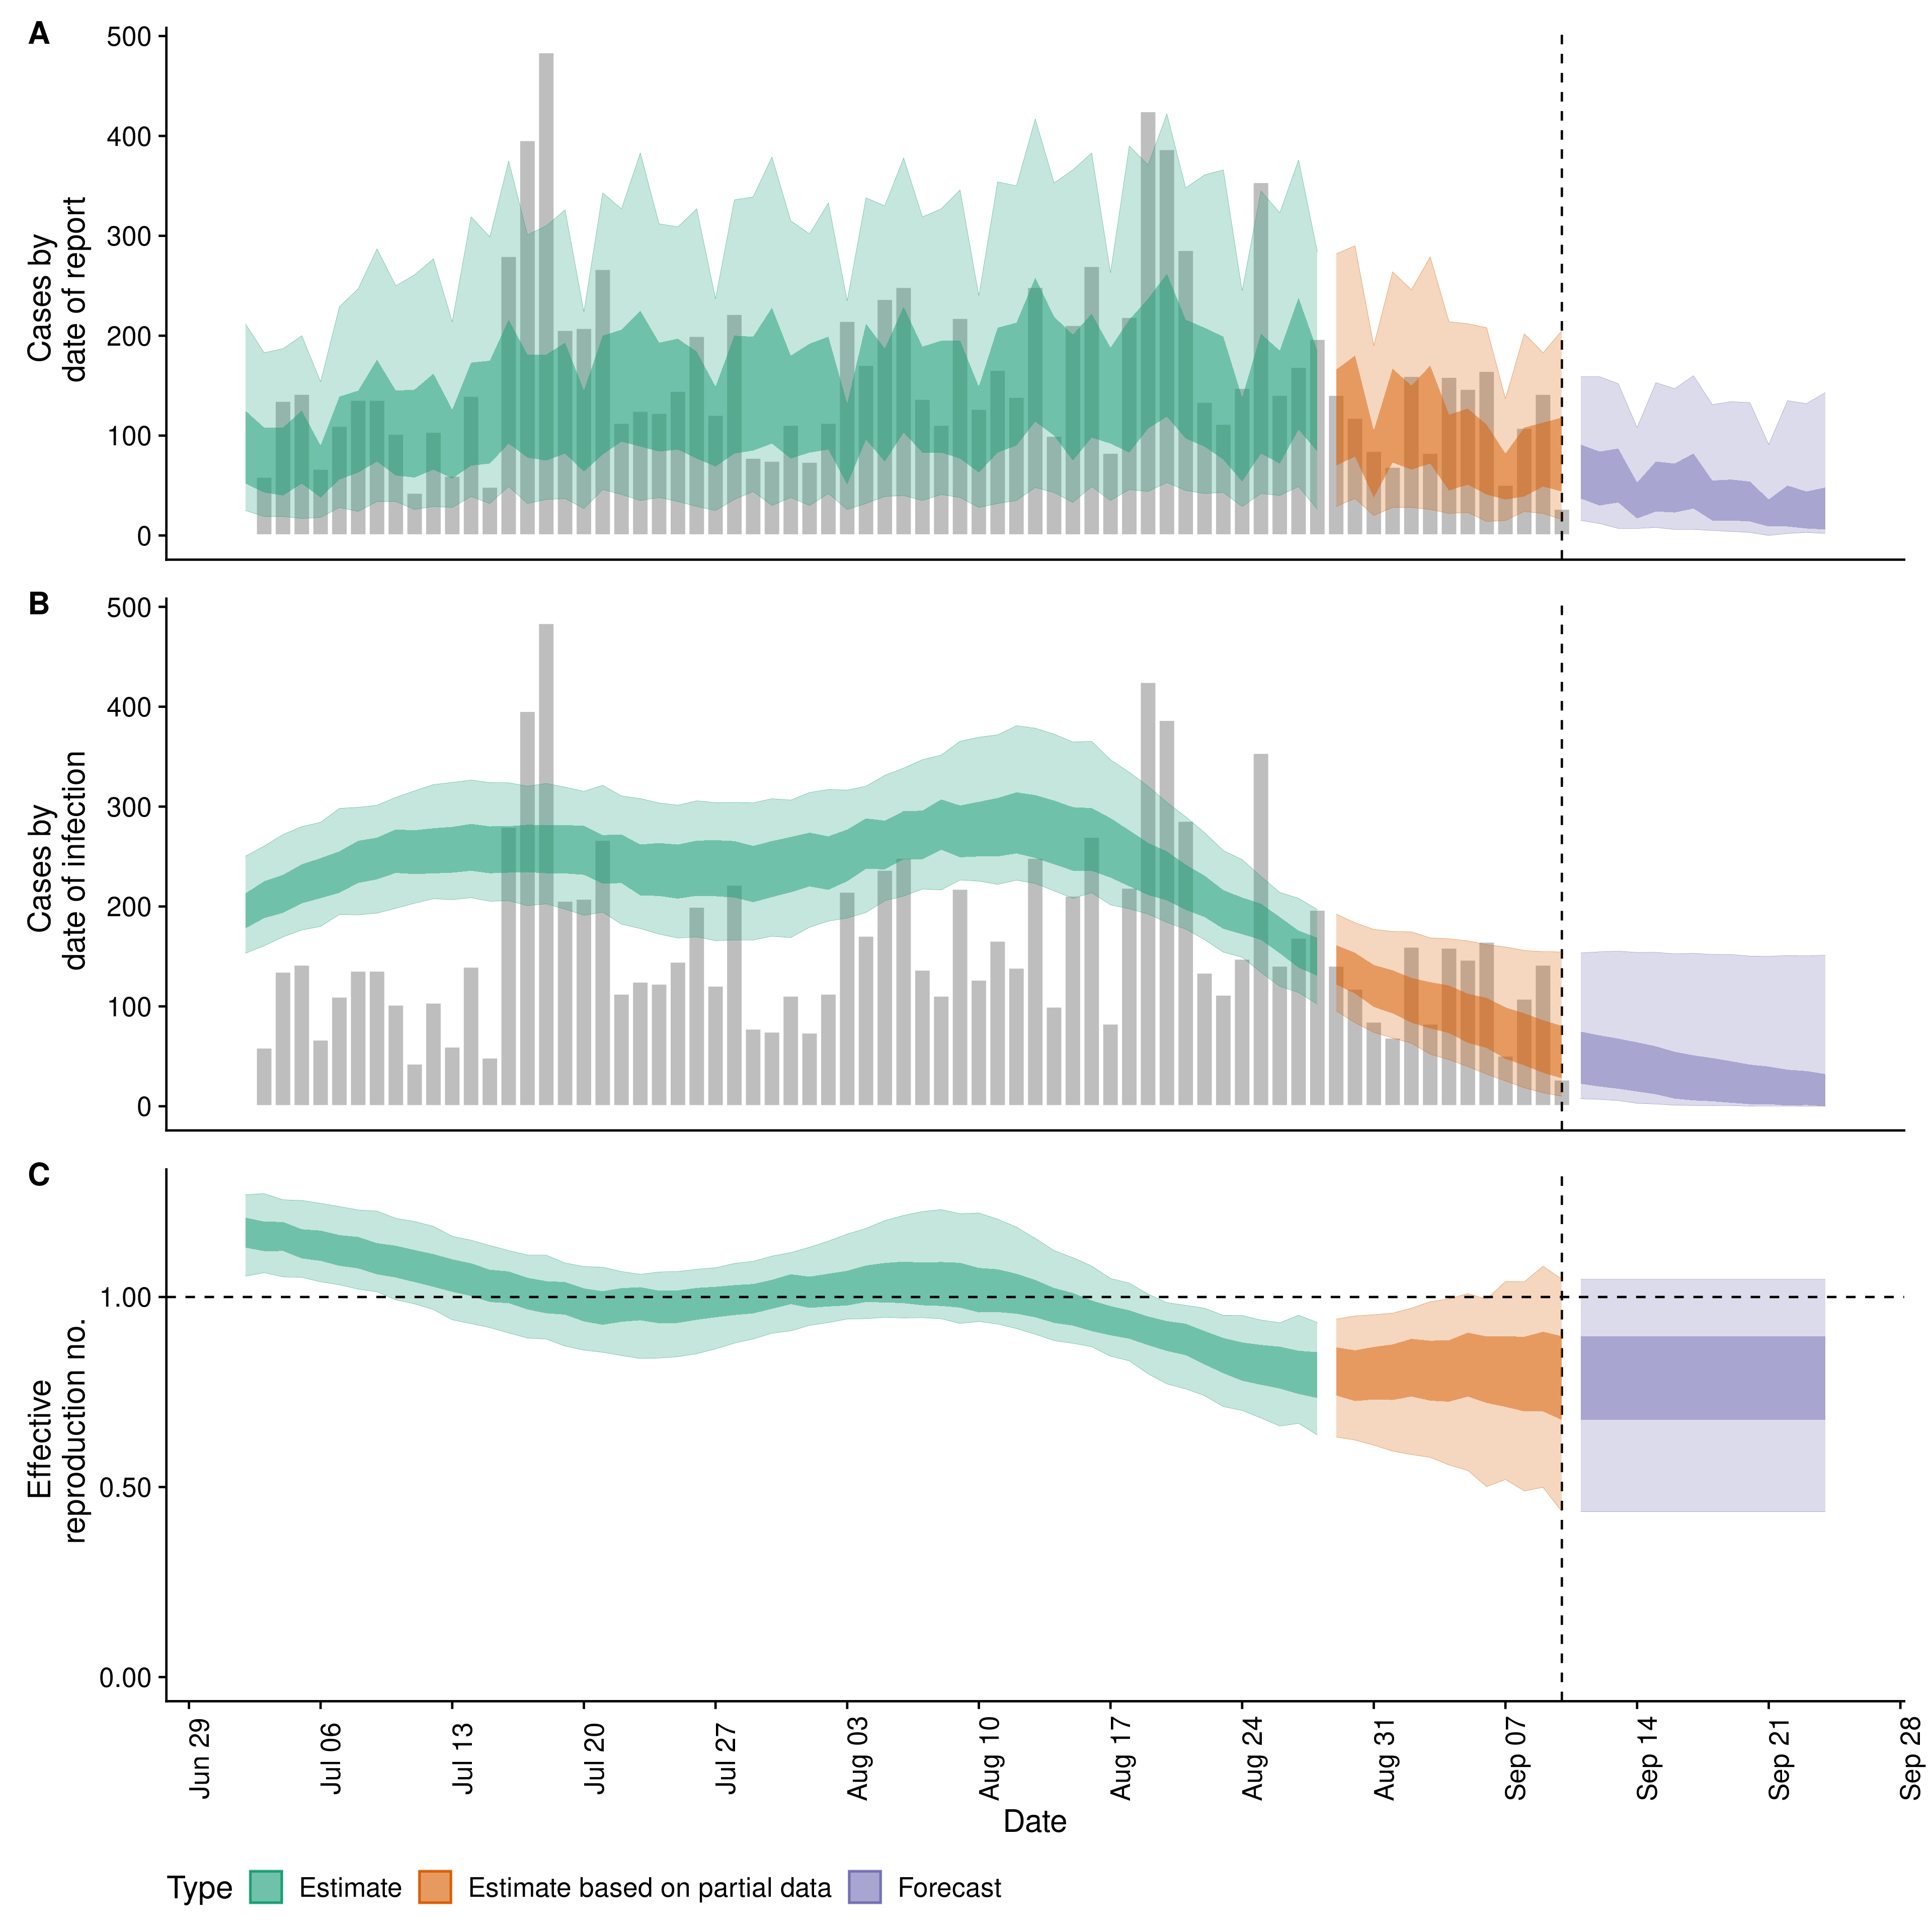 A
500
400
300
200
100
0
Cases by
date of report
B
500
400
300
200
100
0
Cases by
date of infection
C
1.00
0.50
0.00
Effective
reproduction no.
Jun 29
Jul 06
Jul 13
Jul 20
Jul 27
Aug 03
Aug 10
Aug 17
Aug 24
Aug 31
Sep 07
Sep 14
Sep 21
Sep 28
Date
Type Estimate Estimate based on partial data Forecast